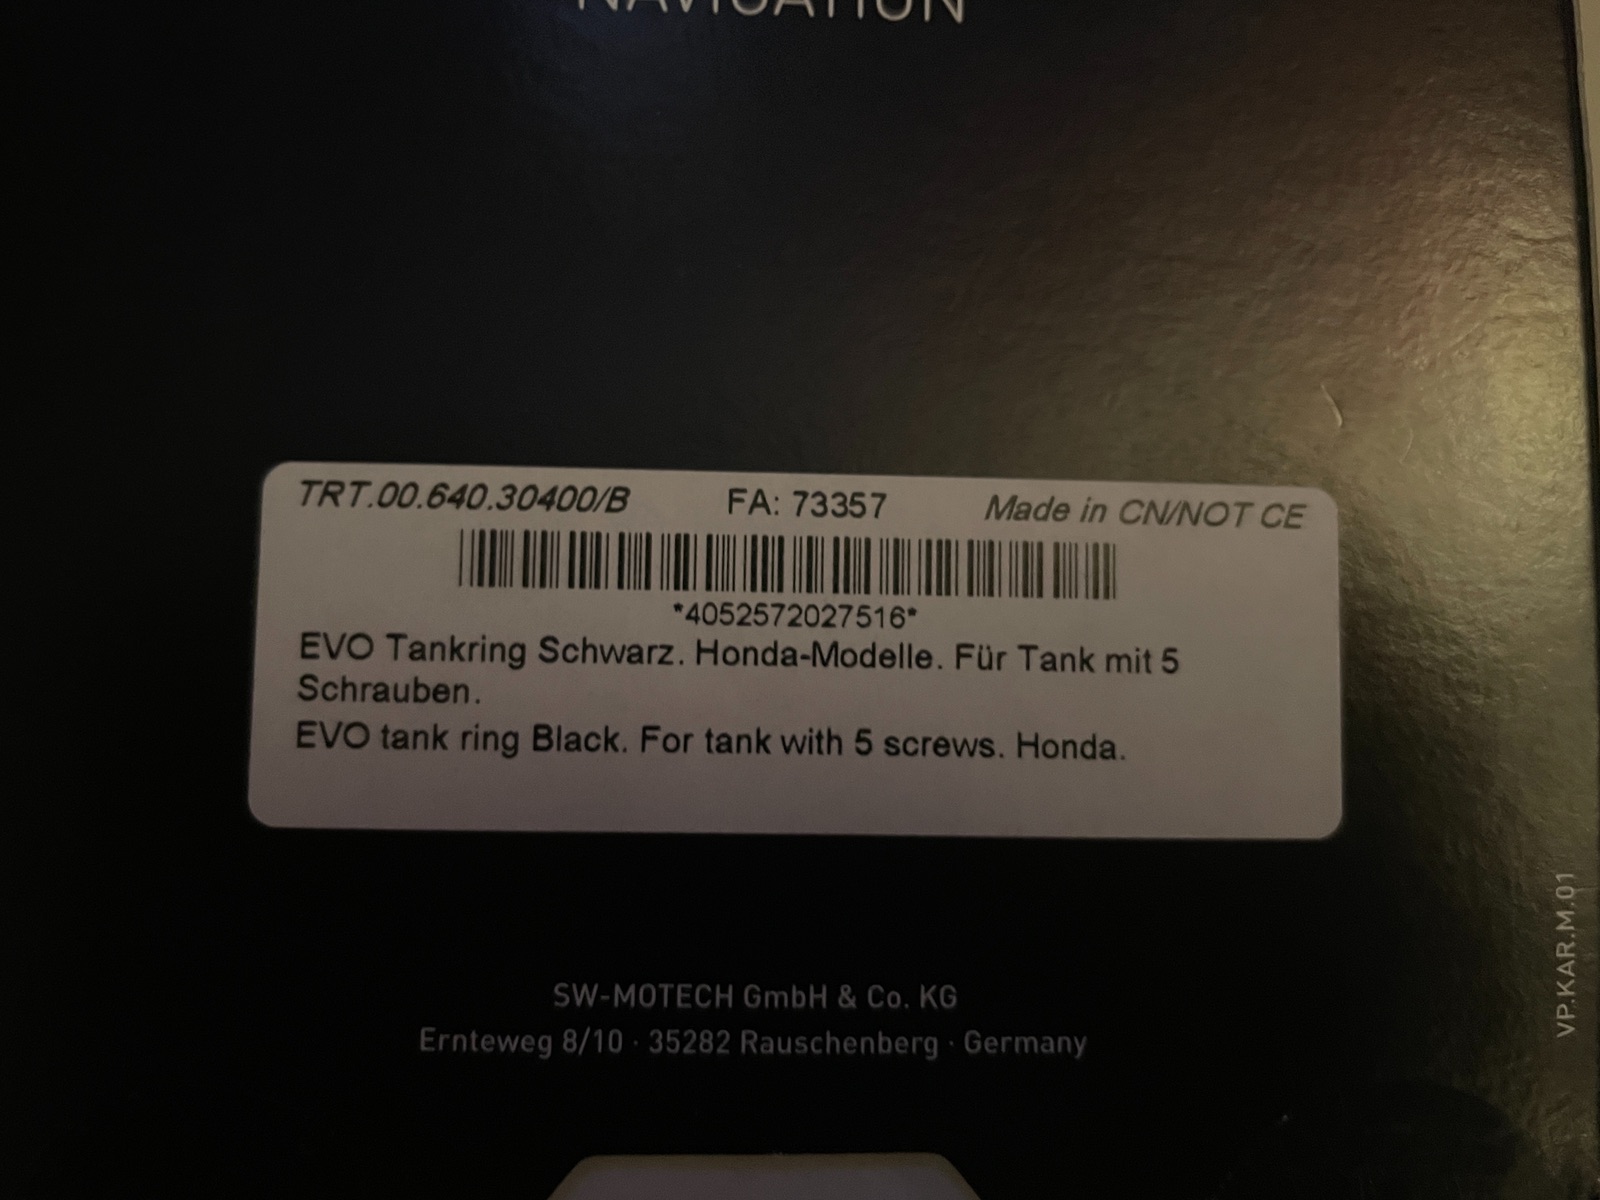 NAVIGATION
TRT.00.640.30400/B FA: 73357 Made in CN/NOT CE
*4052572027516*
EVO Tankring Schwarz. Honda-Modelle. Für Tank mit 5
Schrauben.
EVO tank ring Black. For tank with 5 screws. Honda.
SW-MOTECH GmbH & Co. KG
Ernteweg 8/10 · 35282 Rauschenberg · Germany
VP.KAR.M.01